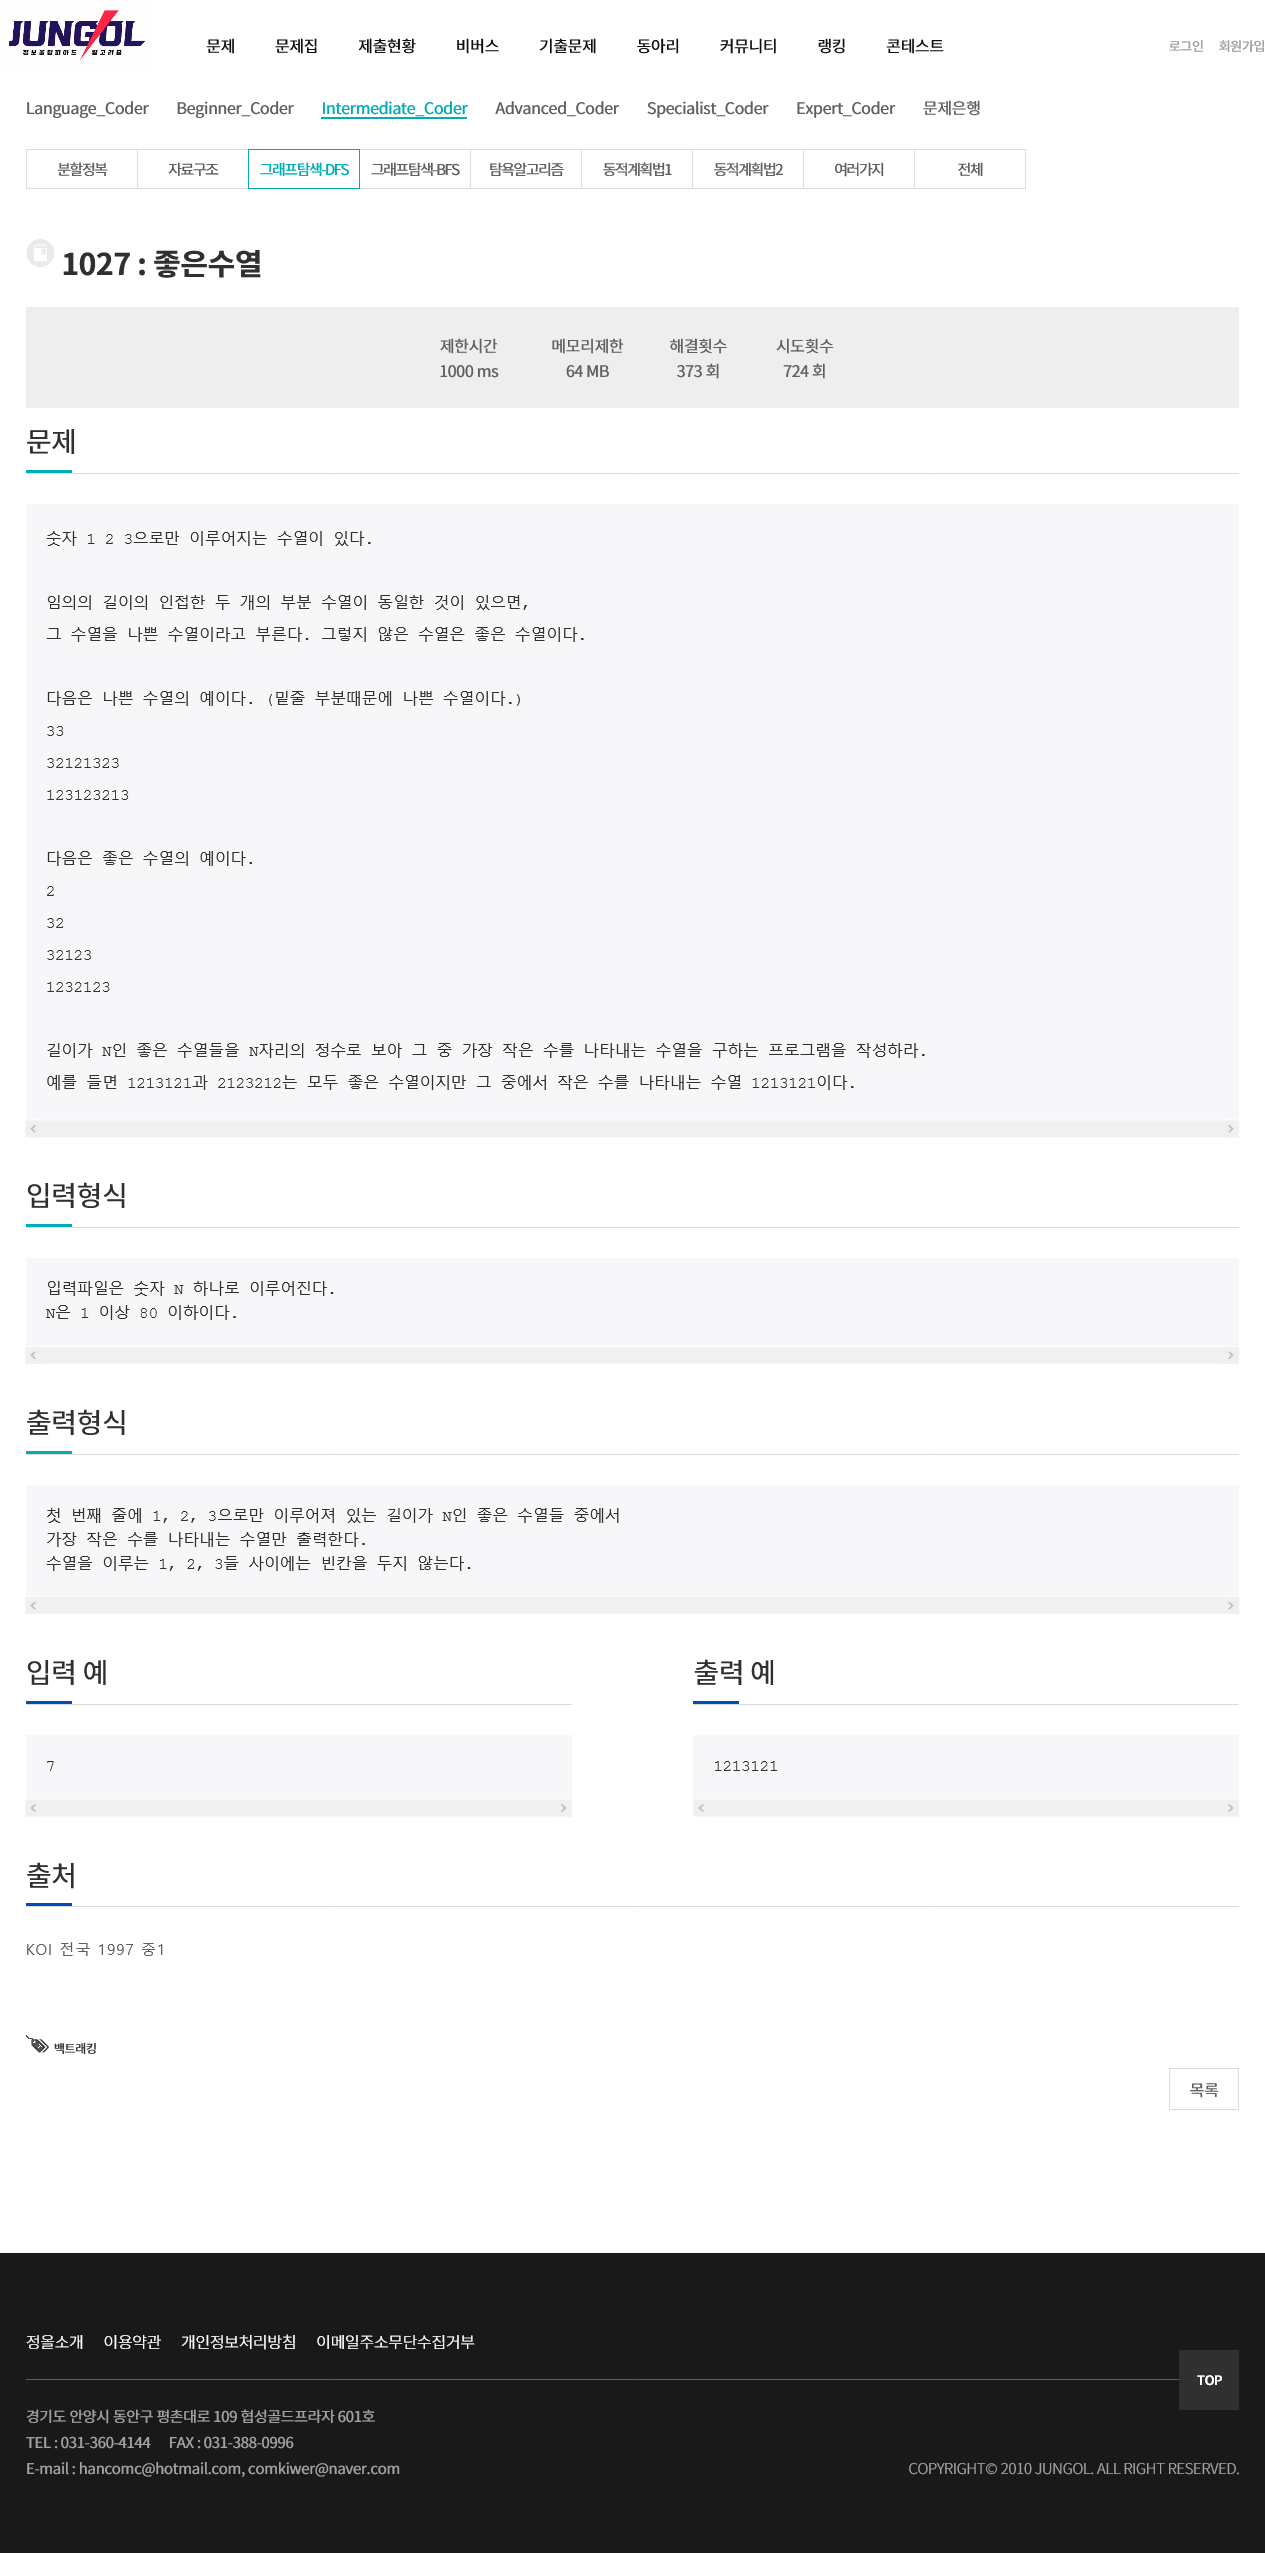 JUNGOL
정보올림피아드 알고리즘
문제 문제집 제출현황 비버스 기출문제 동아리 커뮤니티 랭킹 콘테스트 로그인 회원가입
Language_Coder Beginner_Coder Intermediate_Coder Advanced_Coder Specialist_Coder Expert_Coder 문제은행
분할정복 자료구조 그래프탐색-DFS 그래프탐색-BFS 탐욕알고리즘 동적계획법1 동적계획법2 여러가지 전체
1027 : 좋은수열
제한시간 메모리제한 해결횟수 시도횟수
1000 ms 64 MB 373 회 724 회
문제
숫자 1 2 3으로만 이루어지는 수열이 있다.
임의의 길이의 인접한 두 개의 부분 수열이 동일한 것이 있으면,
그 수열을 나쁜 수열이라고 부른다. 그렇지 않은 수열은 좋은 수열이다.
다음은 나쁜 수열의 예이다. (밑줄 부분때문에 나쁜 수열이다.)
33
32121323
123123213
다음은 좋은 수열의 예이다.
2
32
32123
1232123
길이가 N인 좋은 수열들을 N자리의 정수로 보아 그 중 가장 작은 수를 나타내는 수열을 구하는 프로그램을 작성하라.
예를 들면 1213121과 2123212는 모두 좋은 수열이지만 그 중에서 작은 수를 나타내는 수열 1213121이다.
입력형식
입력파일은 숫자 N 하나로 이루어진다.
N은 1 이상 80 이하이다.
출력형식
첫 번째 줄에 1, 2, 3으로만 이루어져 있는 길이가 N인 좋은 수열들 중에서
가장 작은 수를 나타내는 수열만 출력한다.
수열을 이루는 1, 2, 3들 사이에는 빈칸을 두지 않는다.
입력 예 출력 예
7 1213121
출처
KOI 전국 1997 중1
백트래킹
목록
정올소개 이용약관 개인정보처리방침 이메일주소무단수집거부
TOP
경기도 안양시 동안구 평촌대로 109 협성골드프라자 601호
TEL : 031-360-4144 FAX : 031-388-0996
E-mail : hancomc@hotmail.com, comkiwer@naver.com COPYRIGHT© 2010 JUNGOL. ALL RIGHT RESERVED.